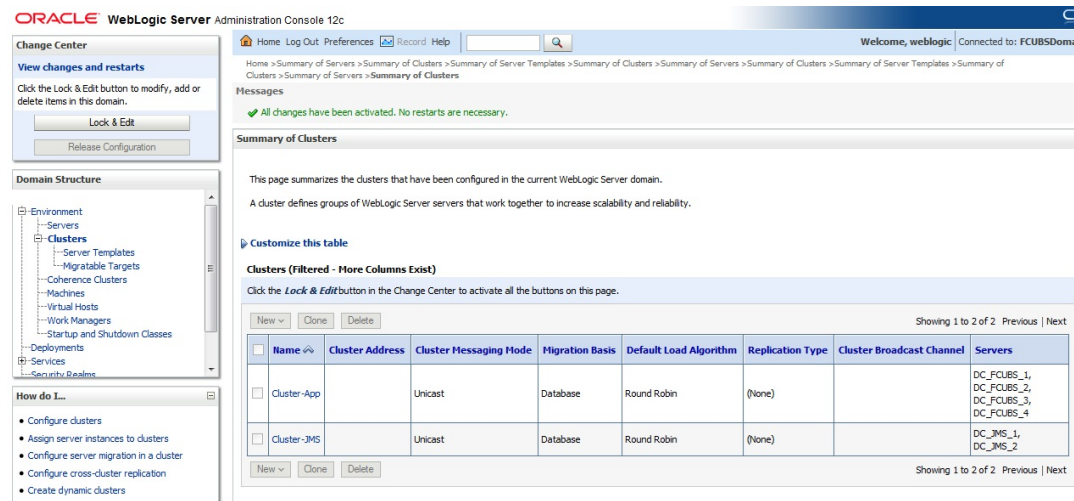 ORACLE WebLogic Server Administration Console 12c
Change Center
View changes and restarts
Click the Lock & Edit button to modify, add or
delete items in this domain.
Lock & Edit
Release Configuration
Domain Structure
Environment
Servers
Clusters
Server Templates
Migratable Targets
Coherence Clusters
Machines
Virtual Hosts
Work Managers
Startup and Shutdown Classes
Deployments
Services
Security Realms
How do I...
Configure clusters
Assign server instances to clusters
Configure server migration in a cluster
Configure cross-cluster replication
Create dynamic clusters
Home Log Out Preferences Record Help
Welcome, weblogic Connected to: FCUBSDoma
Home >Summary of Servers >Summary of Clusters >Summary of Server Templates >Summary of Clusters >Summary of Servers >Summary of Clusters >Summary of Server Templates >Summary of
Clusters >Summary of Servers >Summary of Clusters
Messages
All changes have been activated. No restarts are necessary.
Summary of Clusters
This page summarizes the clusters that have been configured in the current WebLogic Server domain.
A cluster defines groups of WebLogic Server servers that work together to increase scalability and reliability.
Customize this table
Clusters (Filtered - More Columns Exist)
Click the Lock & Edit button in the Change Center to activate all the buttons on this page.
New Clone Delete Showing 1 to 2 of 2 Previous | Next
Name Cluster Address Cluster Messaging Mode Migration Basis Default Load Algorithm Replication Type Cluster Broadcast Channel Servers
Cluster-App Unicast Database Round Robin (None) DC_FCUBS_1,
DC_FCUBS_2,
DC_FCUBS_3,
DC_FCUBS_4
Cluster-JMS Unicast Database Round Robin (None) DC_JMS_1,
DC_JMS_2
New Clone Delete Showing 1 to 2 of 2 Previous | Next